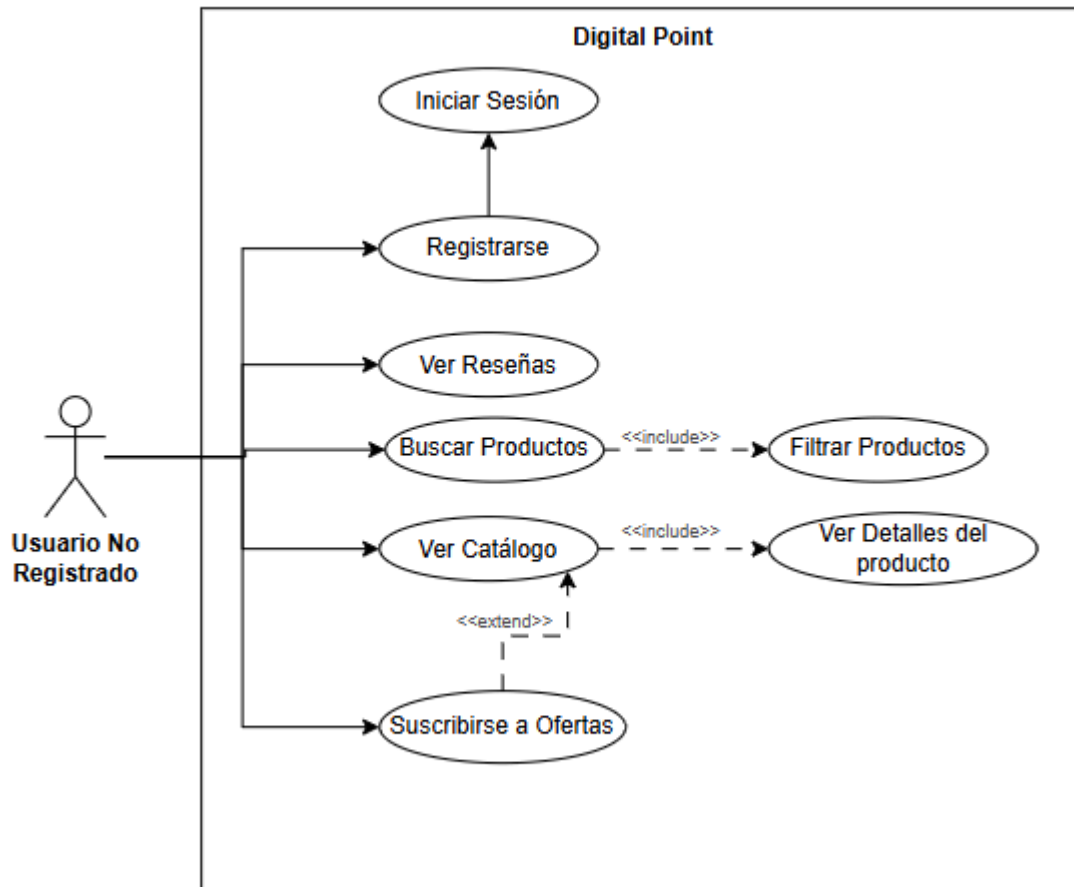 Digital Point
Iniciar Sesión
Registrarse
Ver Reseñas
Buscar Productos
<<include>>
Filtrar Productos
Usuario No
Registrado
Ver Catálogo
<<include>>
Ver Detalles del
producto
<<extend>>
Suscribirse a Ofertas